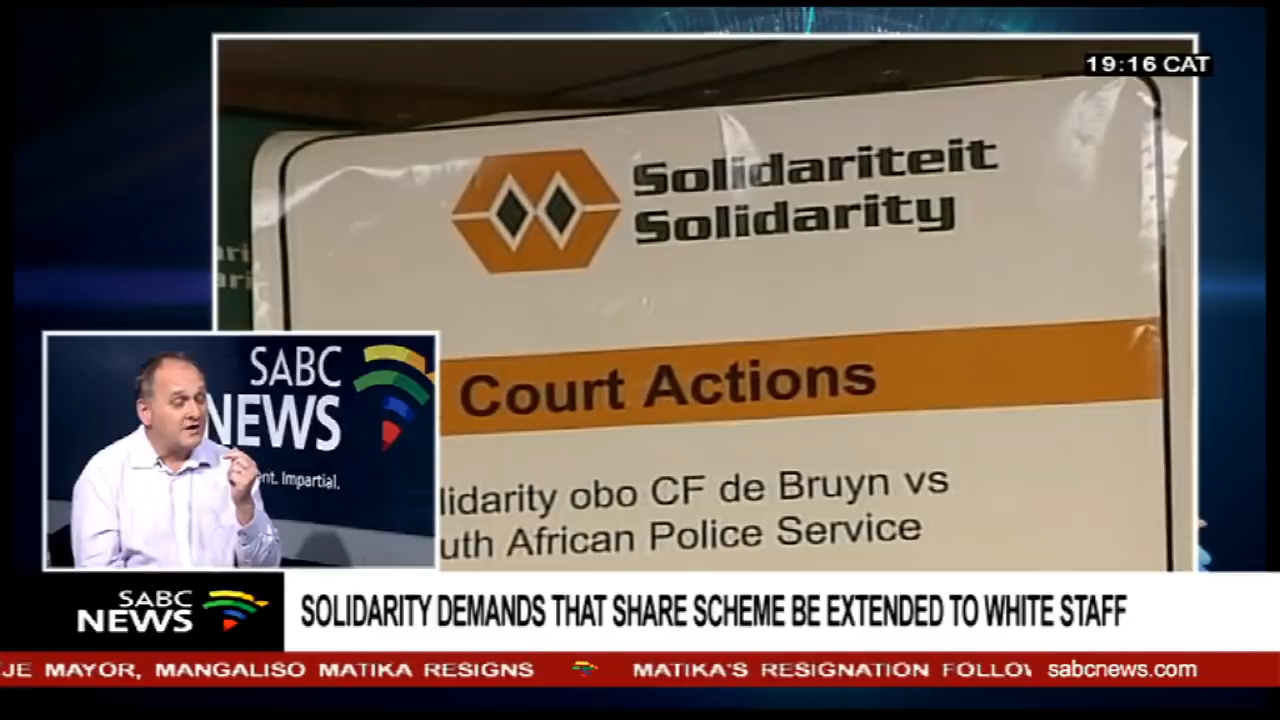 19:16 CAT
Solidariteit
Solidarity
Court Actions
lidarity obo CF de Bruyn vs
uth African Police Service
SABC
NEWS
ent. Impartial.
SABC
NEWS
SOLIDARITY DEMANDS THAT SHARE SCHEME BE EXTENDED TO WHITE STAFF
JE MAYOR, MANGALISO MATIKA RESIGNS MATIKA'S RESIGNATION FOLLOW sabcnews.com